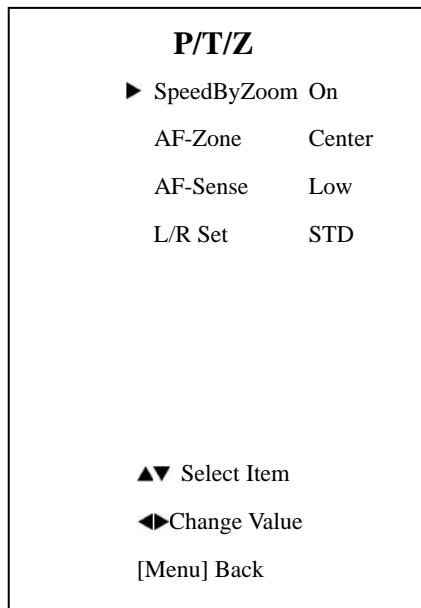 P/T/Z
▶ SpeedByZoom On
AF-Zone Center
AF-Sense Low
L/R Set STD
▲▼ Select Item
◀▶Change Value
[Menu] Back